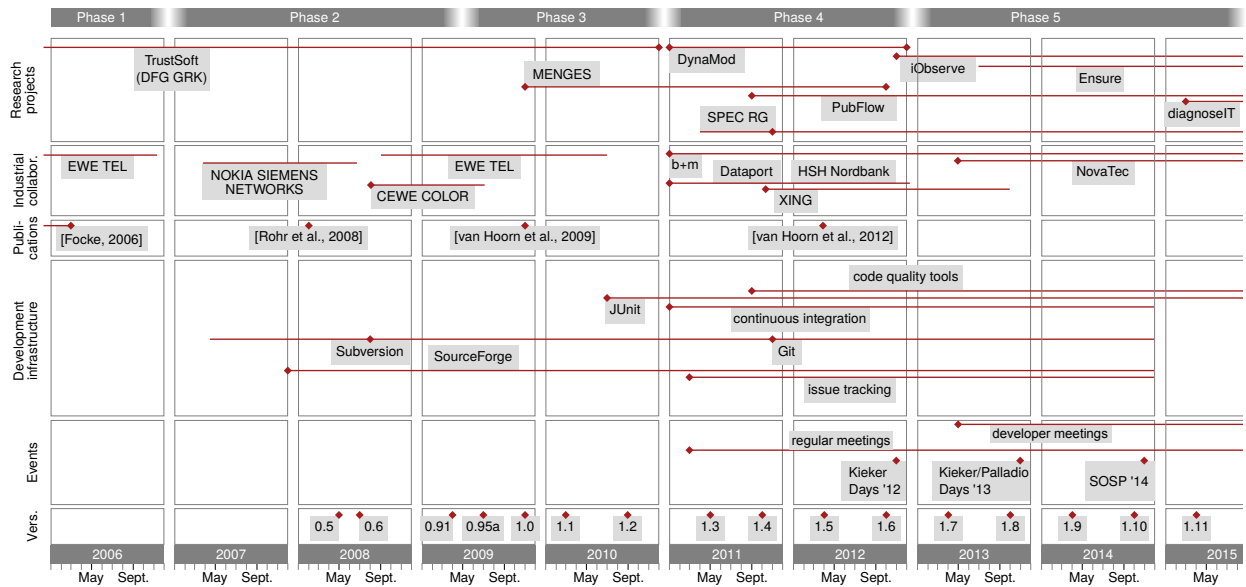 Phase 1 Phase 2 Phase 3 Phase 4 Phase 5
Research
projects
TrustSoft
(DFG GRK)
MENGES
DynaMod
SPEC RG
PubFlow
iObserve
Ensure
diagnoseIT
Industrial
collabor.
EWE TEL
NOKIA SIEMENS
NETWORKS
CEWE COLOR
EWE TEL
b+m
Dataport
HSH Nordbank
XING
NovaTec
Publi-
cations
[Focke, 2006] [Rohr et al., 2008] [van Hoorn et al., 2009] [van Hoorn et al., 2012]
Development
infrastructure
code quality tools
JUnit
continuous integration
Subversion
SourceForge
Git
issue tracking
Events
regular meetings
developer meetings
Kieker
Days '12
Kieker/Palladio
Days '13
SOSP '14
Vers.
0.5 0.6 0.91 0.95a 1.0 1.1 1.2 1.3 1.4 1.5 1.6 1.7 1.8 1.9 1.10 1.11
2006 2007 2008 2009 2010 2011 2012 2013 2014 2015
May Sept. May Sept. May Sept. May Sept. May Sept. May Sept. May Sept. May Sept. May Sept. May